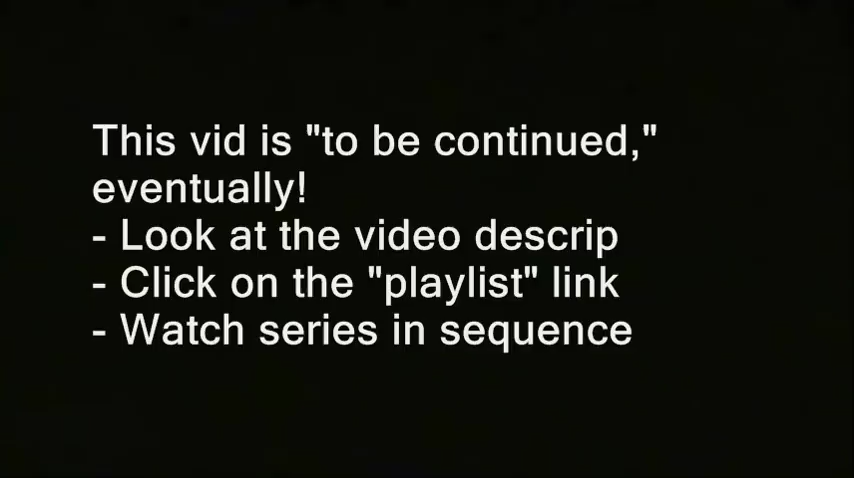 This vid is "to be continued,"
eventually!
- Look at the video descrip
- Click on the "playlist" link
- Watch series in sequence